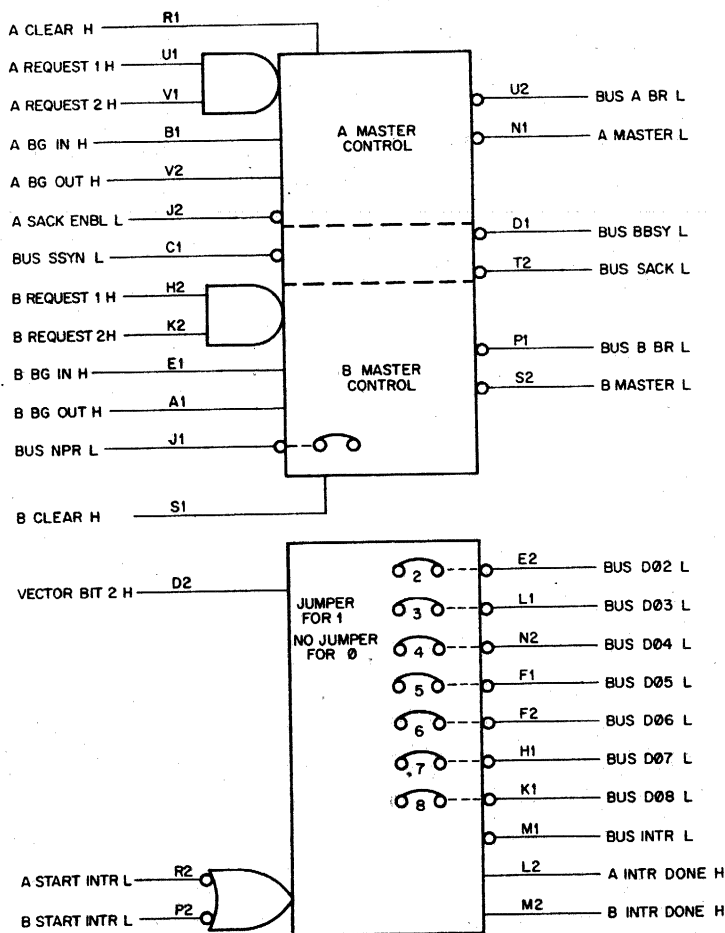 A CLEAR H R1
A REQUEST 1 H U1
A REQUEST 2 H V1
A BG IN H B1
A BG OUT H V2
A SACK ENBL L J2
BUS SSYN L C1
B REQUEST 1 H H2
B REQUEST 2H K2
B BG IN H E1
B BG OUT H A1
BUS NPR L J1
B CLEAR H S1
A MASTER
CONTROL
B MASTER
CONTROL
U2 BUS A BR L
N1 A MASTER L
D1 BUS BBSY L
T2 BUS SACK L
P1 BUS B BR L
S2 B MASTER L
VECTOR BIT 2 H D2
JUMPER
FOR 1
NO JUMPER
FOR 0
2 E2 BUS D02 L
3 L1 BUS D03 L
4 N2 BUS D04 L
5 F1 BUS D05 L
6 F2 BUS D06 L
7 H1 BUS D07 L
8 K1 BUS D08 L
M1 BUS INTR L
L2 A INTR DONE H
M2 B INTR DONE H
A START INTR L R2
B START INTR L P2